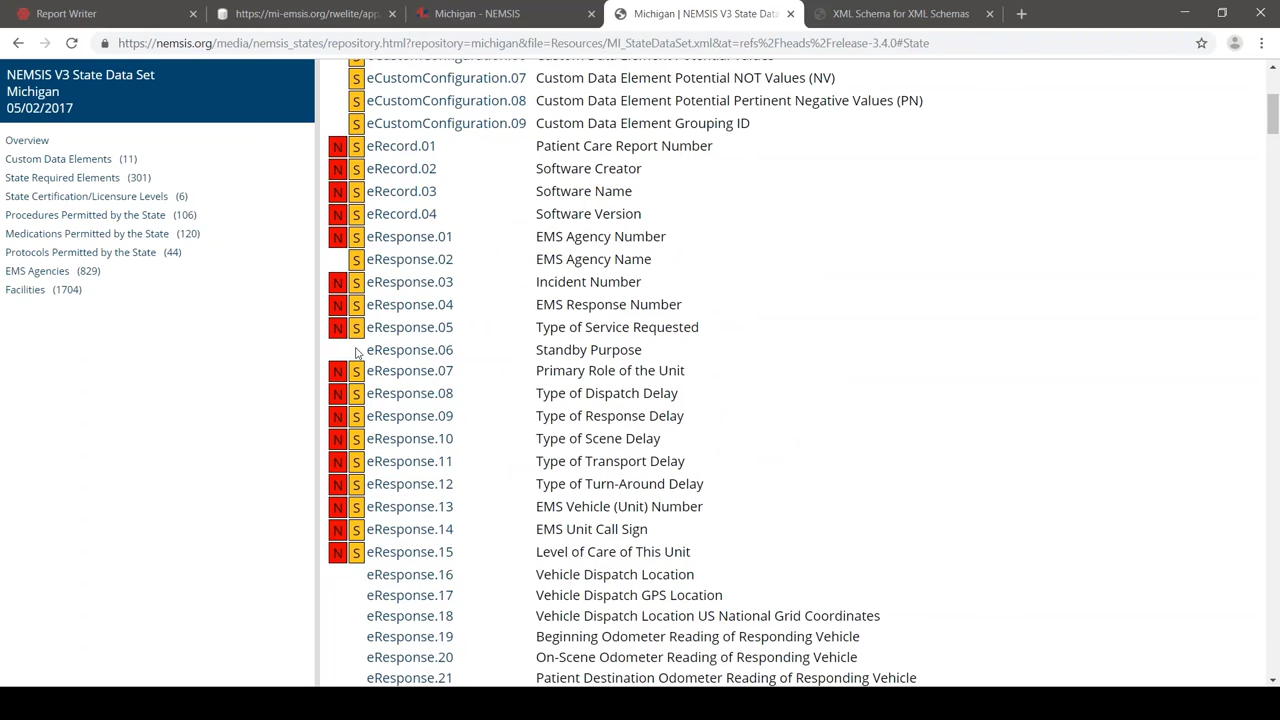 Report Writer
https://mi-emsis.org/rwelite/app
Michigan - NEMSIS
Michigan | NEMSIS V3 State Data
XML Schema for XML Schemas
https://nemsis.org/media/nemsis_states/repository.html?repository=michigan&file=Resources/MI_StateDataSet.xml&at=refs%2Fheads%2Frelease-3.4.0#State
NEMSIS V3 State Data Set
Michigan
05/02/2017
Overview
Custom Data Elements (11)
State Required Elements (301)
State Certification/Licensure Levels (6)
Procedures Permitted by the State (106)
Medications Permitted by the State (120)
Protocols Permitted by the State (44)
EMS Agencies (829)
Facilities (1704)
S eCustomConfiguration.07 Custom Data Element Potential NOT Values (NV)
S eCustomConfiguration.08 Custom Data Element Potential Pertinent Negative Values (PN)
S eCustomConfiguration.09 Custom Data Element Grouping ID
N S eRecord.01 Patient Care Report Number
N S eRecord.02 Software Creator
N S eRecord.03 Software Name
N S eRecord.04 Software Version
N S eResponse.01 EMS Agency Number
S eResponse.02 EMS Agency Name
N S eResponse.03 Incident Number
N S eResponse.04 EMS Response Number
N S eResponse.05 Type of Service Requested
eResponse.06 Standby Purpose
N S eResponse.07 Primary Role of the Unit
N S eResponse.08 Type of Dispatch Delay
N S eResponse.09 Type of Response Delay
N S eResponse.10 Type of Scene Delay
N S eResponse.11 Type of Transport Delay
N S eResponse.12 Type of Turn-Around Delay
N S eResponse.13 EMS Vehicle (Unit) Number
N S eResponse.14 EMS Unit Call Sign
N S eResponse.15 Level of Care of This Unit
eResponse.16 Vehicle Dispatch Location
eResponse.17 Vehicle Dispatch GPS Location
eResponse.18 Vehicle Dispatch Location US National Grid Coordinates
eResponse.19 Beginning Odometer Reading of Responding Vehicle
eResponse.20 On-Scene Odometer Reading of Responding Vehicle
eResponse.21 Patient Destination Odometer Reading of Responding Vehicle